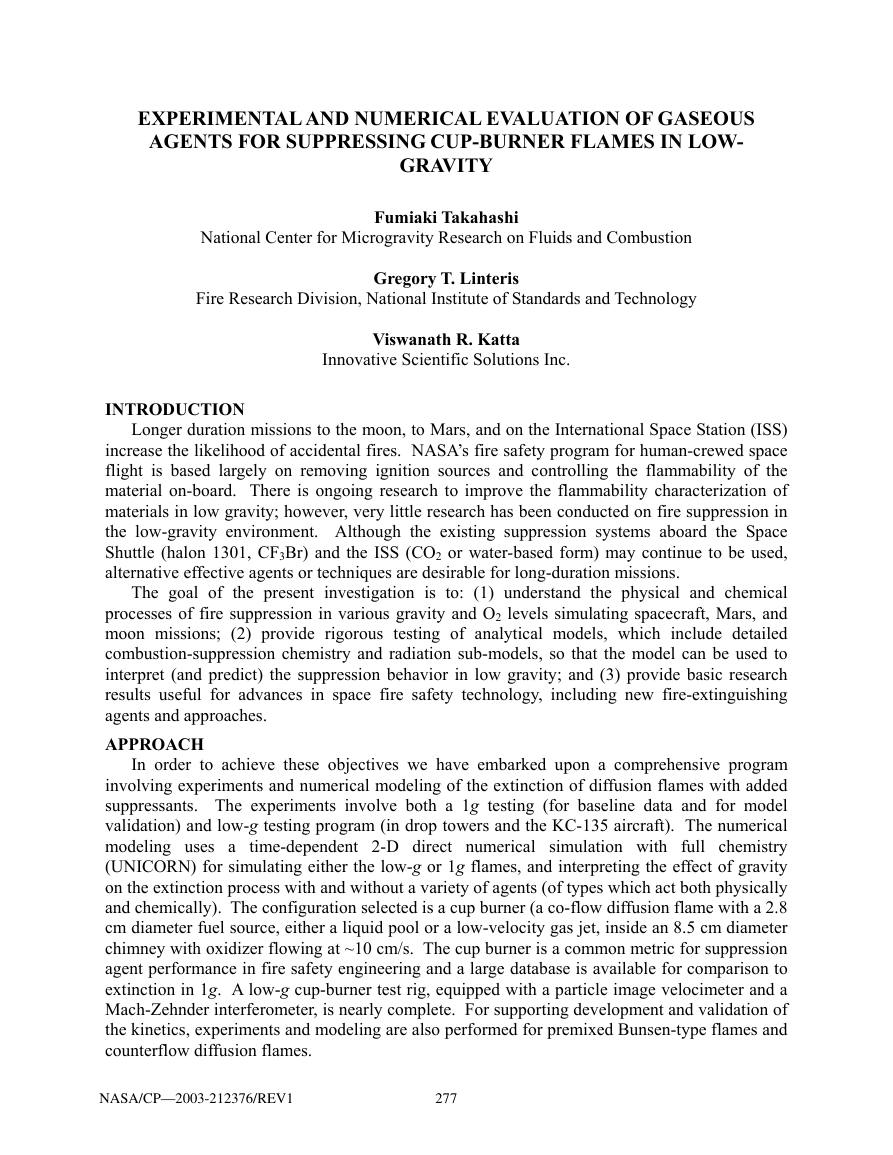 EXPERIMENTAL AND NUMERICAL EVALUATION OF GASEOUS
AGENTS FOR SUPPRESSING CUP-BURNER FLAMES IN LOW-
GRAVITY
Fumiaki Takahashi
National Center for Microgravity Research on Fluids and Combustion
Gregory T. Linteris
Fire Research Division, National Institute of Standards and Technology
Viswanath R. Katta
Innovative Scientific Solutions Inc.
INTRODUCTION
Longer duration missions to the moon, to Mars, and on the International Space Station (ISS)
increase the likelihood of accidental fires. NASA’s fire safety program for human-crewed space
flight is based largely on removing ignition sources and controlling the flammability of the
material on-board. There is ongoing research to improve the flammability characterization of
materials in low gravity; however, very little research has been conducted on fire suppression in
the low-gravity environment. Although the existing suppression systems aboard the Space
Shuttle (halon 1301, CF₃Br) and the ISS (CO₂ or water-based form) may continue to be used,
alternative effective agents or techniques are desirable for long-duration missions.
The goal of the present investigation is to: (1) understand the physical and chemical
processes of fire suppression in various gravity and O₂ levels simulating spacecraft, Mars, and
moon missions; (2) provide rigorous testing of analytical models, which include detailed
combustion-suppression chemistry and radiation sub-models, so that the model can be used to
interpret (and predict) the suppression behavior in low gravity; and (3) provide basic research
results useful for advances in space fire safety technology, including new fire-extinguishing
agents and approaches.
APPROACH
In order to achieve these objectives we have embarked upon a comprehensive program
involving experiments and numerical modeling of the extinction of diffusion flames with added
suppressants. The experiments involve both a 1g testing (for baseline data and for model
validation) and low-g testing program (in drop towers and the KC-135 aircraft). The numerical
modeling uses a time-dependent 2-D direct numerical simulation with full chemistry
(UNICORN) for simulating either the low-g or 1g flames, and interpreting the effect of gravity
on the extinction process with and without a variety of agents (of types which act both physically
and chemically). The configuration selected is a cup burner (a co-flow diffusion flame with a 2.8
cm diameter fuel source, either a liquid pool or a low-velocity gas jet, inside an 8.5 cm diameter
chimney with oxidizer flowing at ~10 cm/s. The cup burner is a common metric for suppression
agent performance in fire safety engineering and a large database is available for comparison to
extinction in 1g. A low-g cup-burner test rig, equipped with a particle image velocimeter and a
Mach-Zehnder interferometer, is nearly complete. For supporting development and validation of
the kinetics, experiments and modeling are also performed for premixed Bunsen-type flames and
counterflow diffusion flames.
NASA/CP—2003-212376/REV1 277